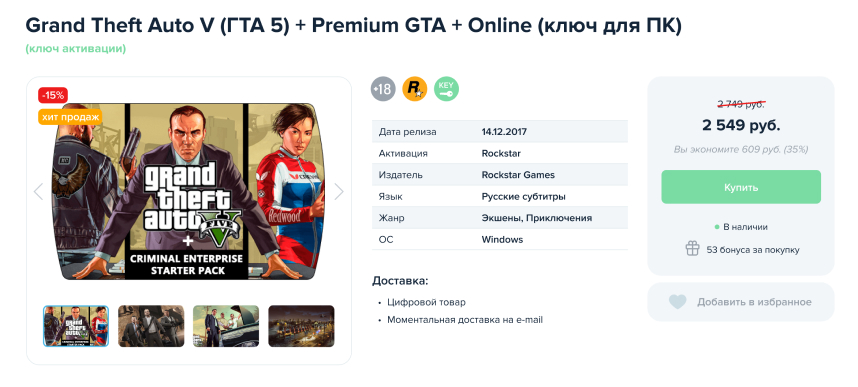 Grand Theft Auto V (ГТА 5) + Premium GTA + Online (ключ для ПК)
(ключ активации)
-15%
хит продаж
grand
theft
auto
V
FIVE
Redwood
+
CRIMINAL ENTERPRISE
STARTER PACK
+18
R
KEY
Дата релиза 14.12.2017
Активация Rockstar
Издатель Rockstar Games
Язык Русские субтитры
Жанр Экшены, Приключения
ОС Windows
Доставка:
• Цифровой товар
• Моментальная доставка на e-mail
2 749 руб.
2 549 руб.
Вы экономите 609 руб. (35%)
Купить
В наличии
53 бонуса за покупку
Добавить в избранное